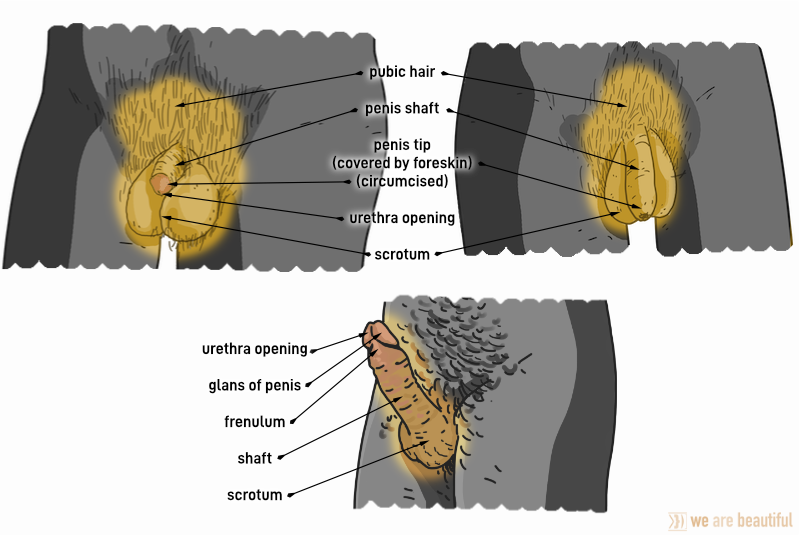 pubic hair
penis shaft
penis tip
(covered by foreskin)
(circumcised)
urethra opening
scrotum
urethra opening
glans of penis
frenulum
shaft
scrotum
we are beautiful